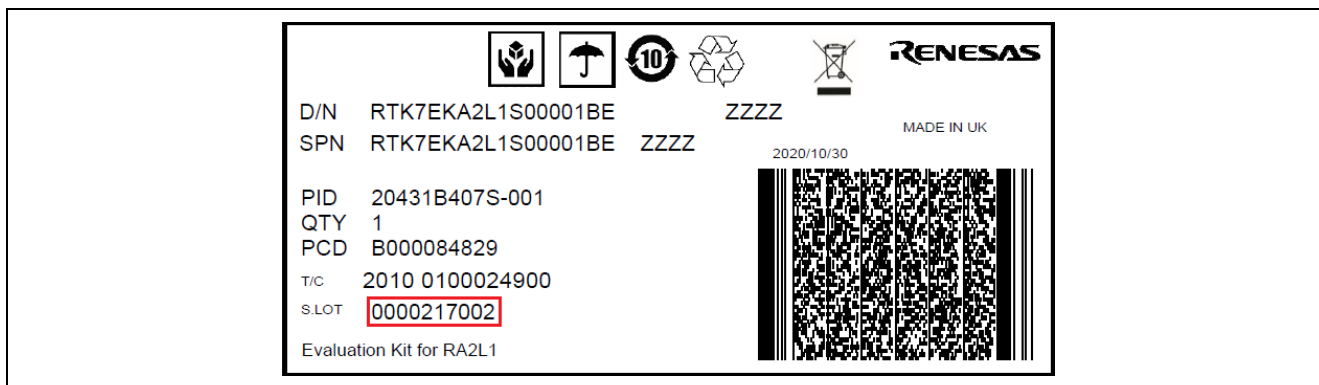 10
RENESAS
D/N RTK7EKA2L1S00001BE ZZZZ
MADE IN UK
SPN RTK7EKA2L1S00001BE ZZZZ
2020/10/30
PID 20431B407S-001
QTY 1
PCD B000084829
T/C 2010 0100024900
S.LOT 0000217002
Evaluation Kit for RA2L1